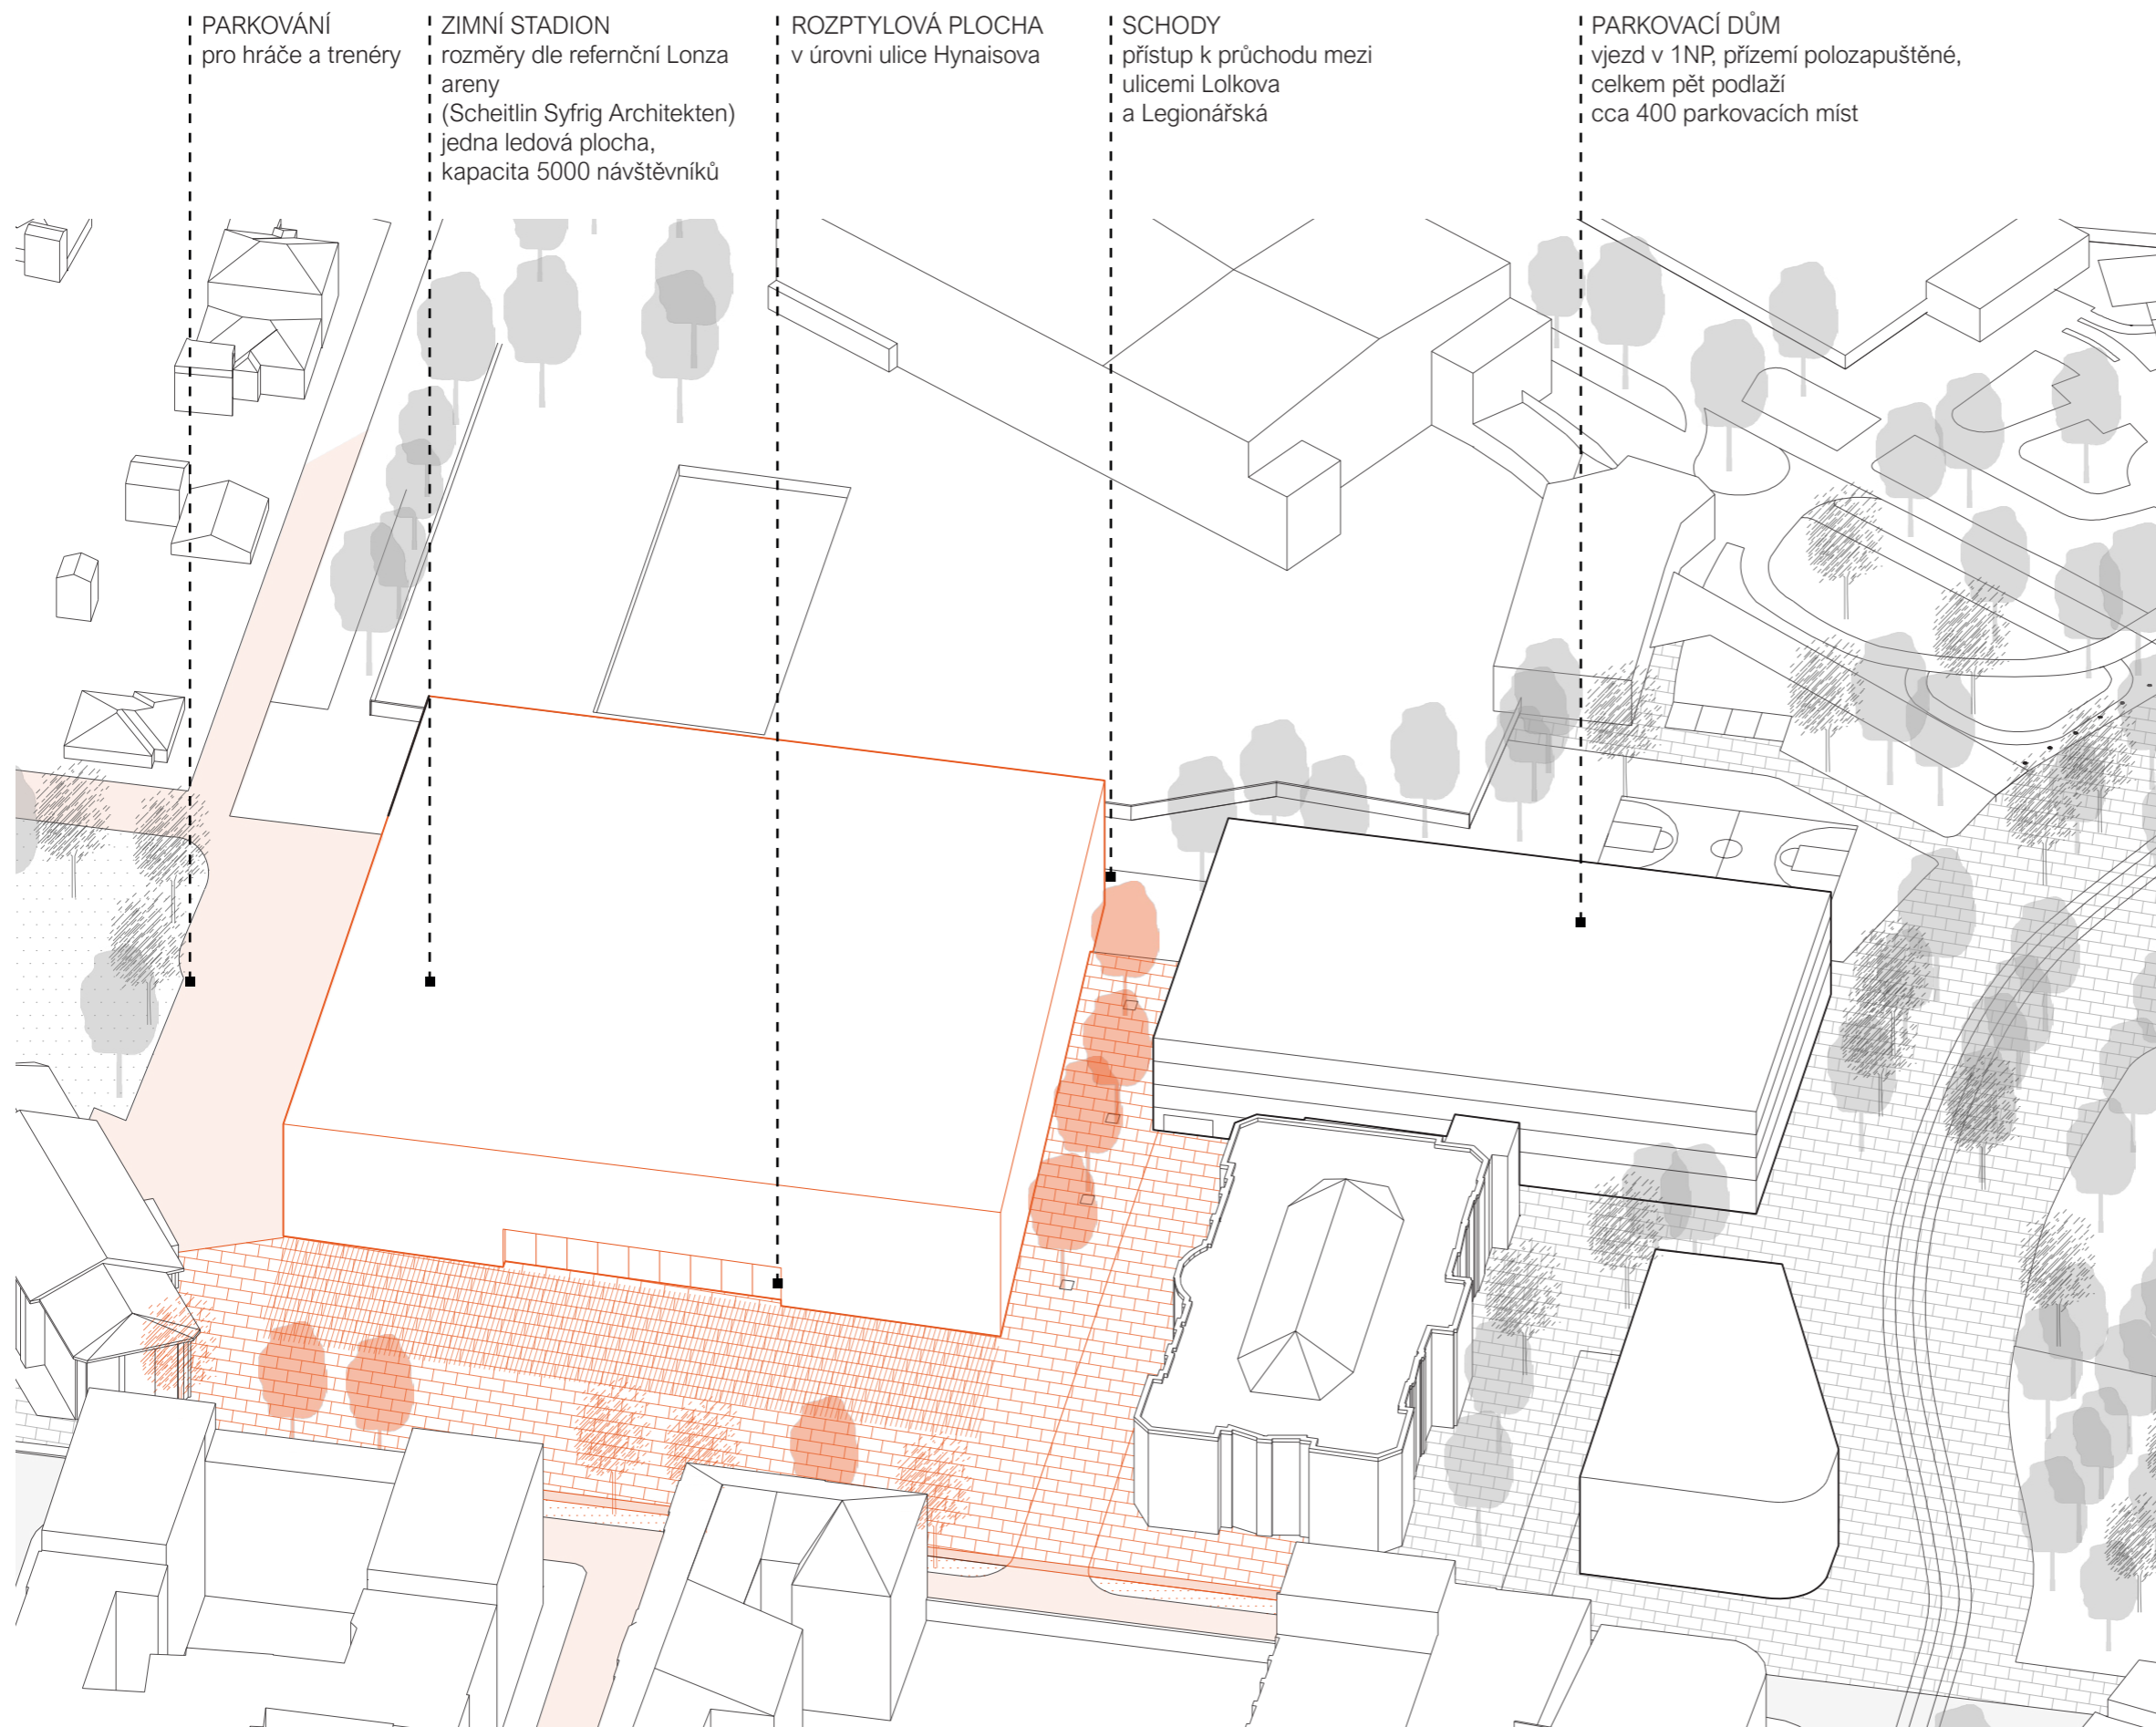 PARKOVÁNÍ
pro hráče a trenéry
ZIMNÍ STADION
rozměry dle refernční Lonza
areny
(Scheitlin Syfrig Architekten)
jedna ledová plocha,
kapacita 5000 návštěvníků
ROZPTYLOVÁ PLOCHA
v úrovni ulice Hynaisova
SCHODY
přístup k průchodu mezi
ulicemi Lolkova
a Legionářská
PARKOVACÍ DŮM
vjezd v 1NP, přízemí polozapuštěné,
celkem pět podlaží
cca 400 parkovacích míst